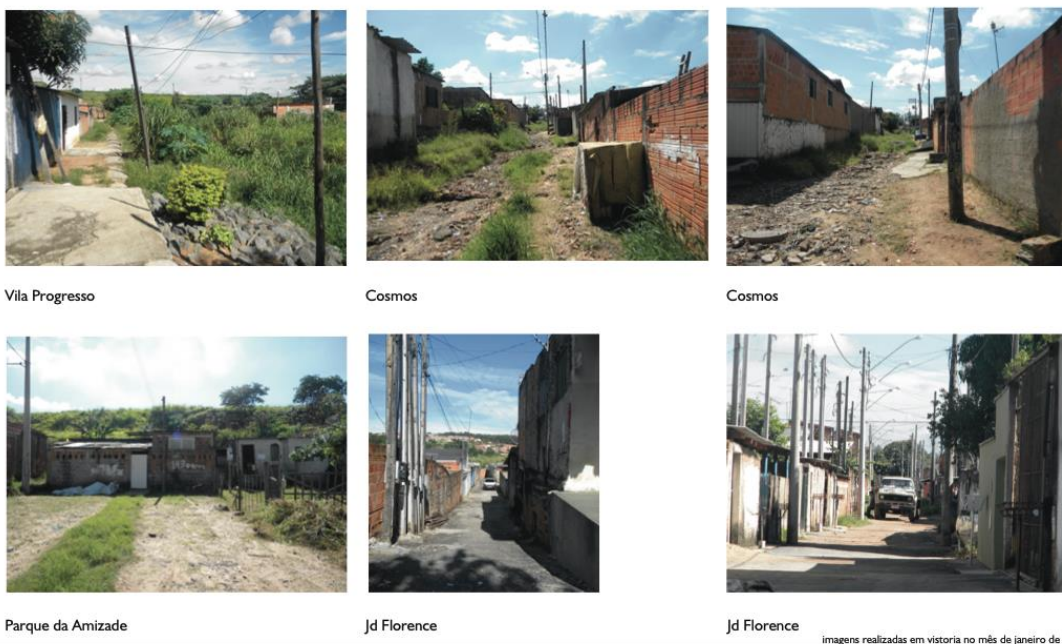 Vila Progresso
Cosmos
Cosmos
Parque da Amizade
Jd Florence
Jd Florence
imagens realizadas em vistoria no mês de janeiro de